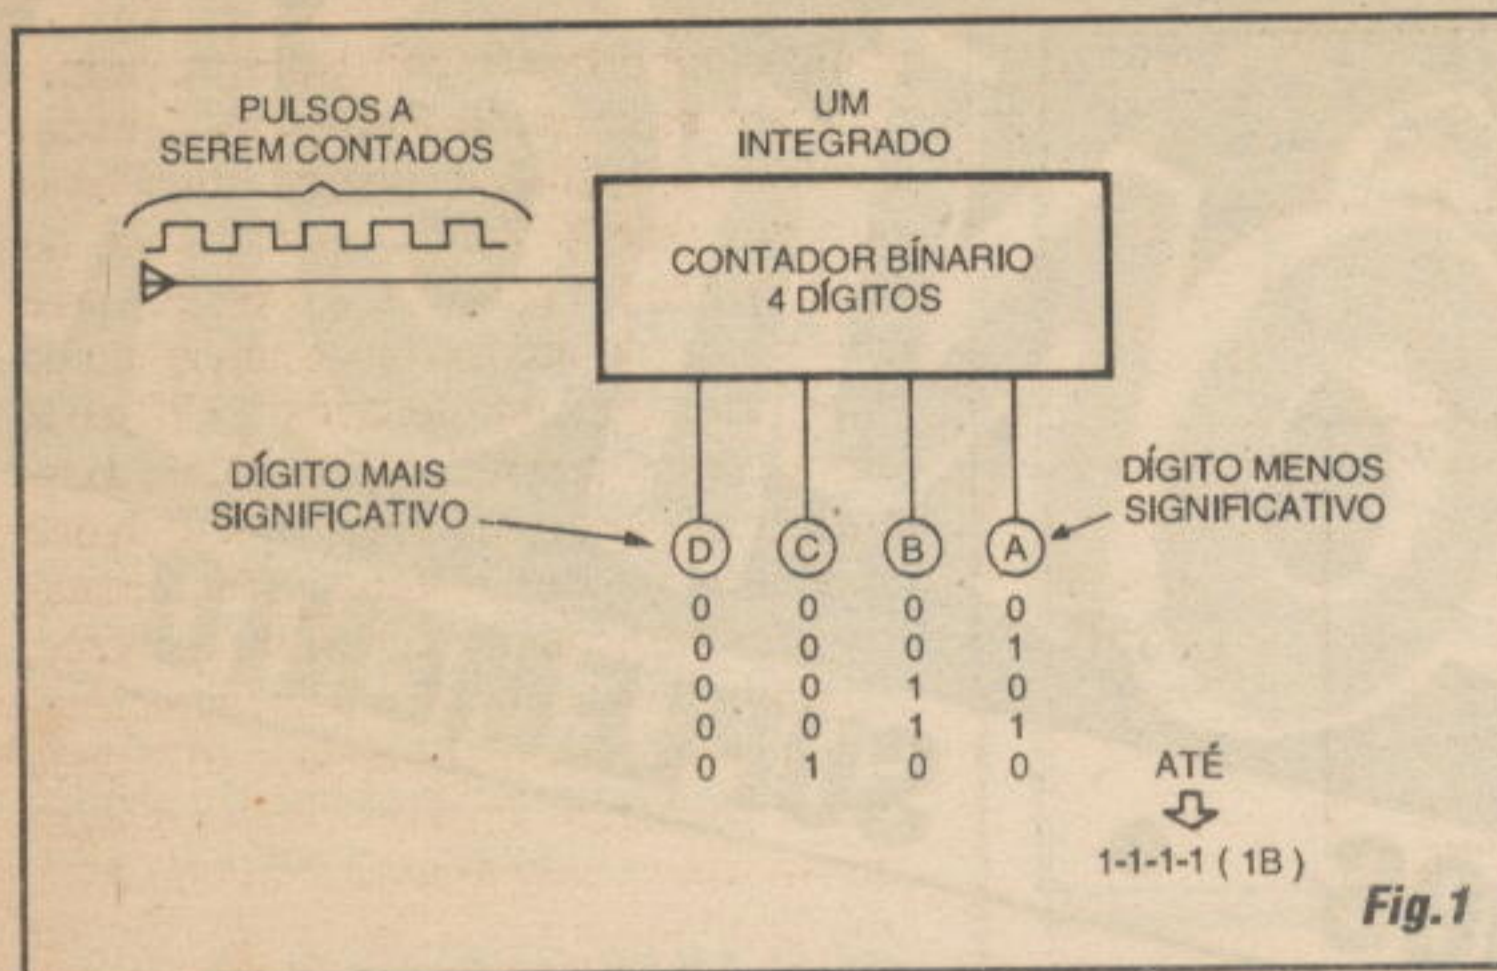 PULSOS A
SEREM CONTADOS
UM
INTEGRADO
CONTADOR BÍNARIO
4 DÍGITOS
DÍGITO MAIS
SIGNIFICATIVO
DÍGITO MENOS
SIGNIFICATIVO
D C B A
0 0 0 0
0 0 0 1
0 0 1 0
0 0 1 1
0 1 0 0
ATÉ
1-1-1-1 ( 1B )
Fig.1